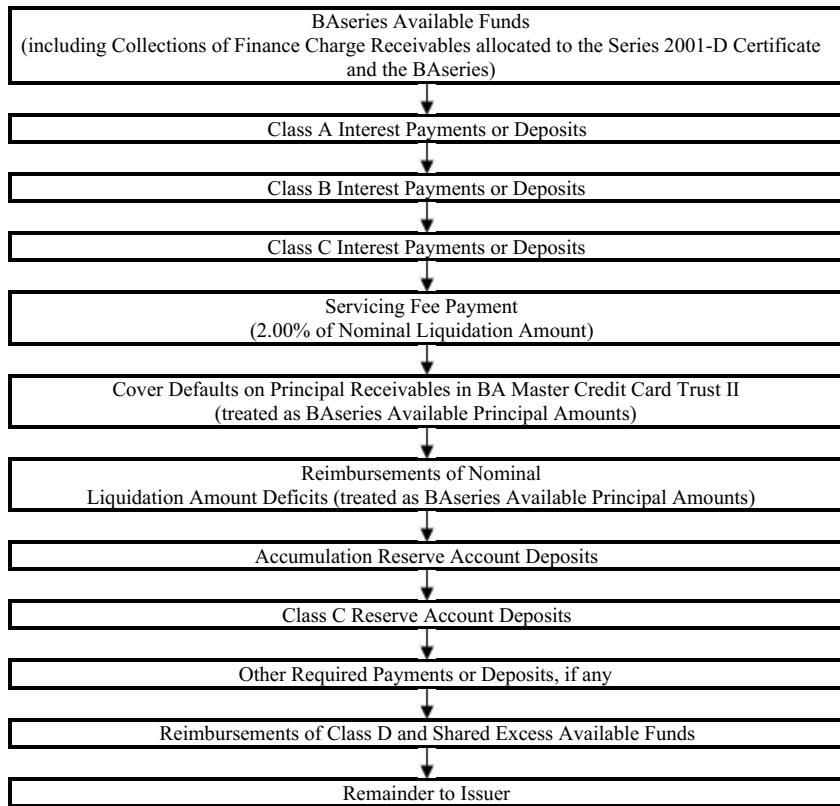 BAseries Available Funds
(including Collections of Finance Charge Receivables allocated to the Series 2001-D Certificate
and the BAseries)
Class A Interest Payments or Deposits
Class B Interest Payments or Deposits
Class C Interest Payments or Deposits
Servicing Fee Payment
(2.00% of Nominal Liquidation Amount)
Cover Defaults on Principal Receivables in BA Master Credit Card Trust II
(treated as BAseries Available Principal Amounts)
Reimbursements of Nominal
Liquidation Amount Deficits (treated as BAseries Available Principal Amounts)
Accumulation Reserve Account Deposits
Class C Reserve Account Deposits
Other Required Payments or Deposits, if any
Reimbursements of Class D and Shared Excess Available Funds
Remainder to Issuer